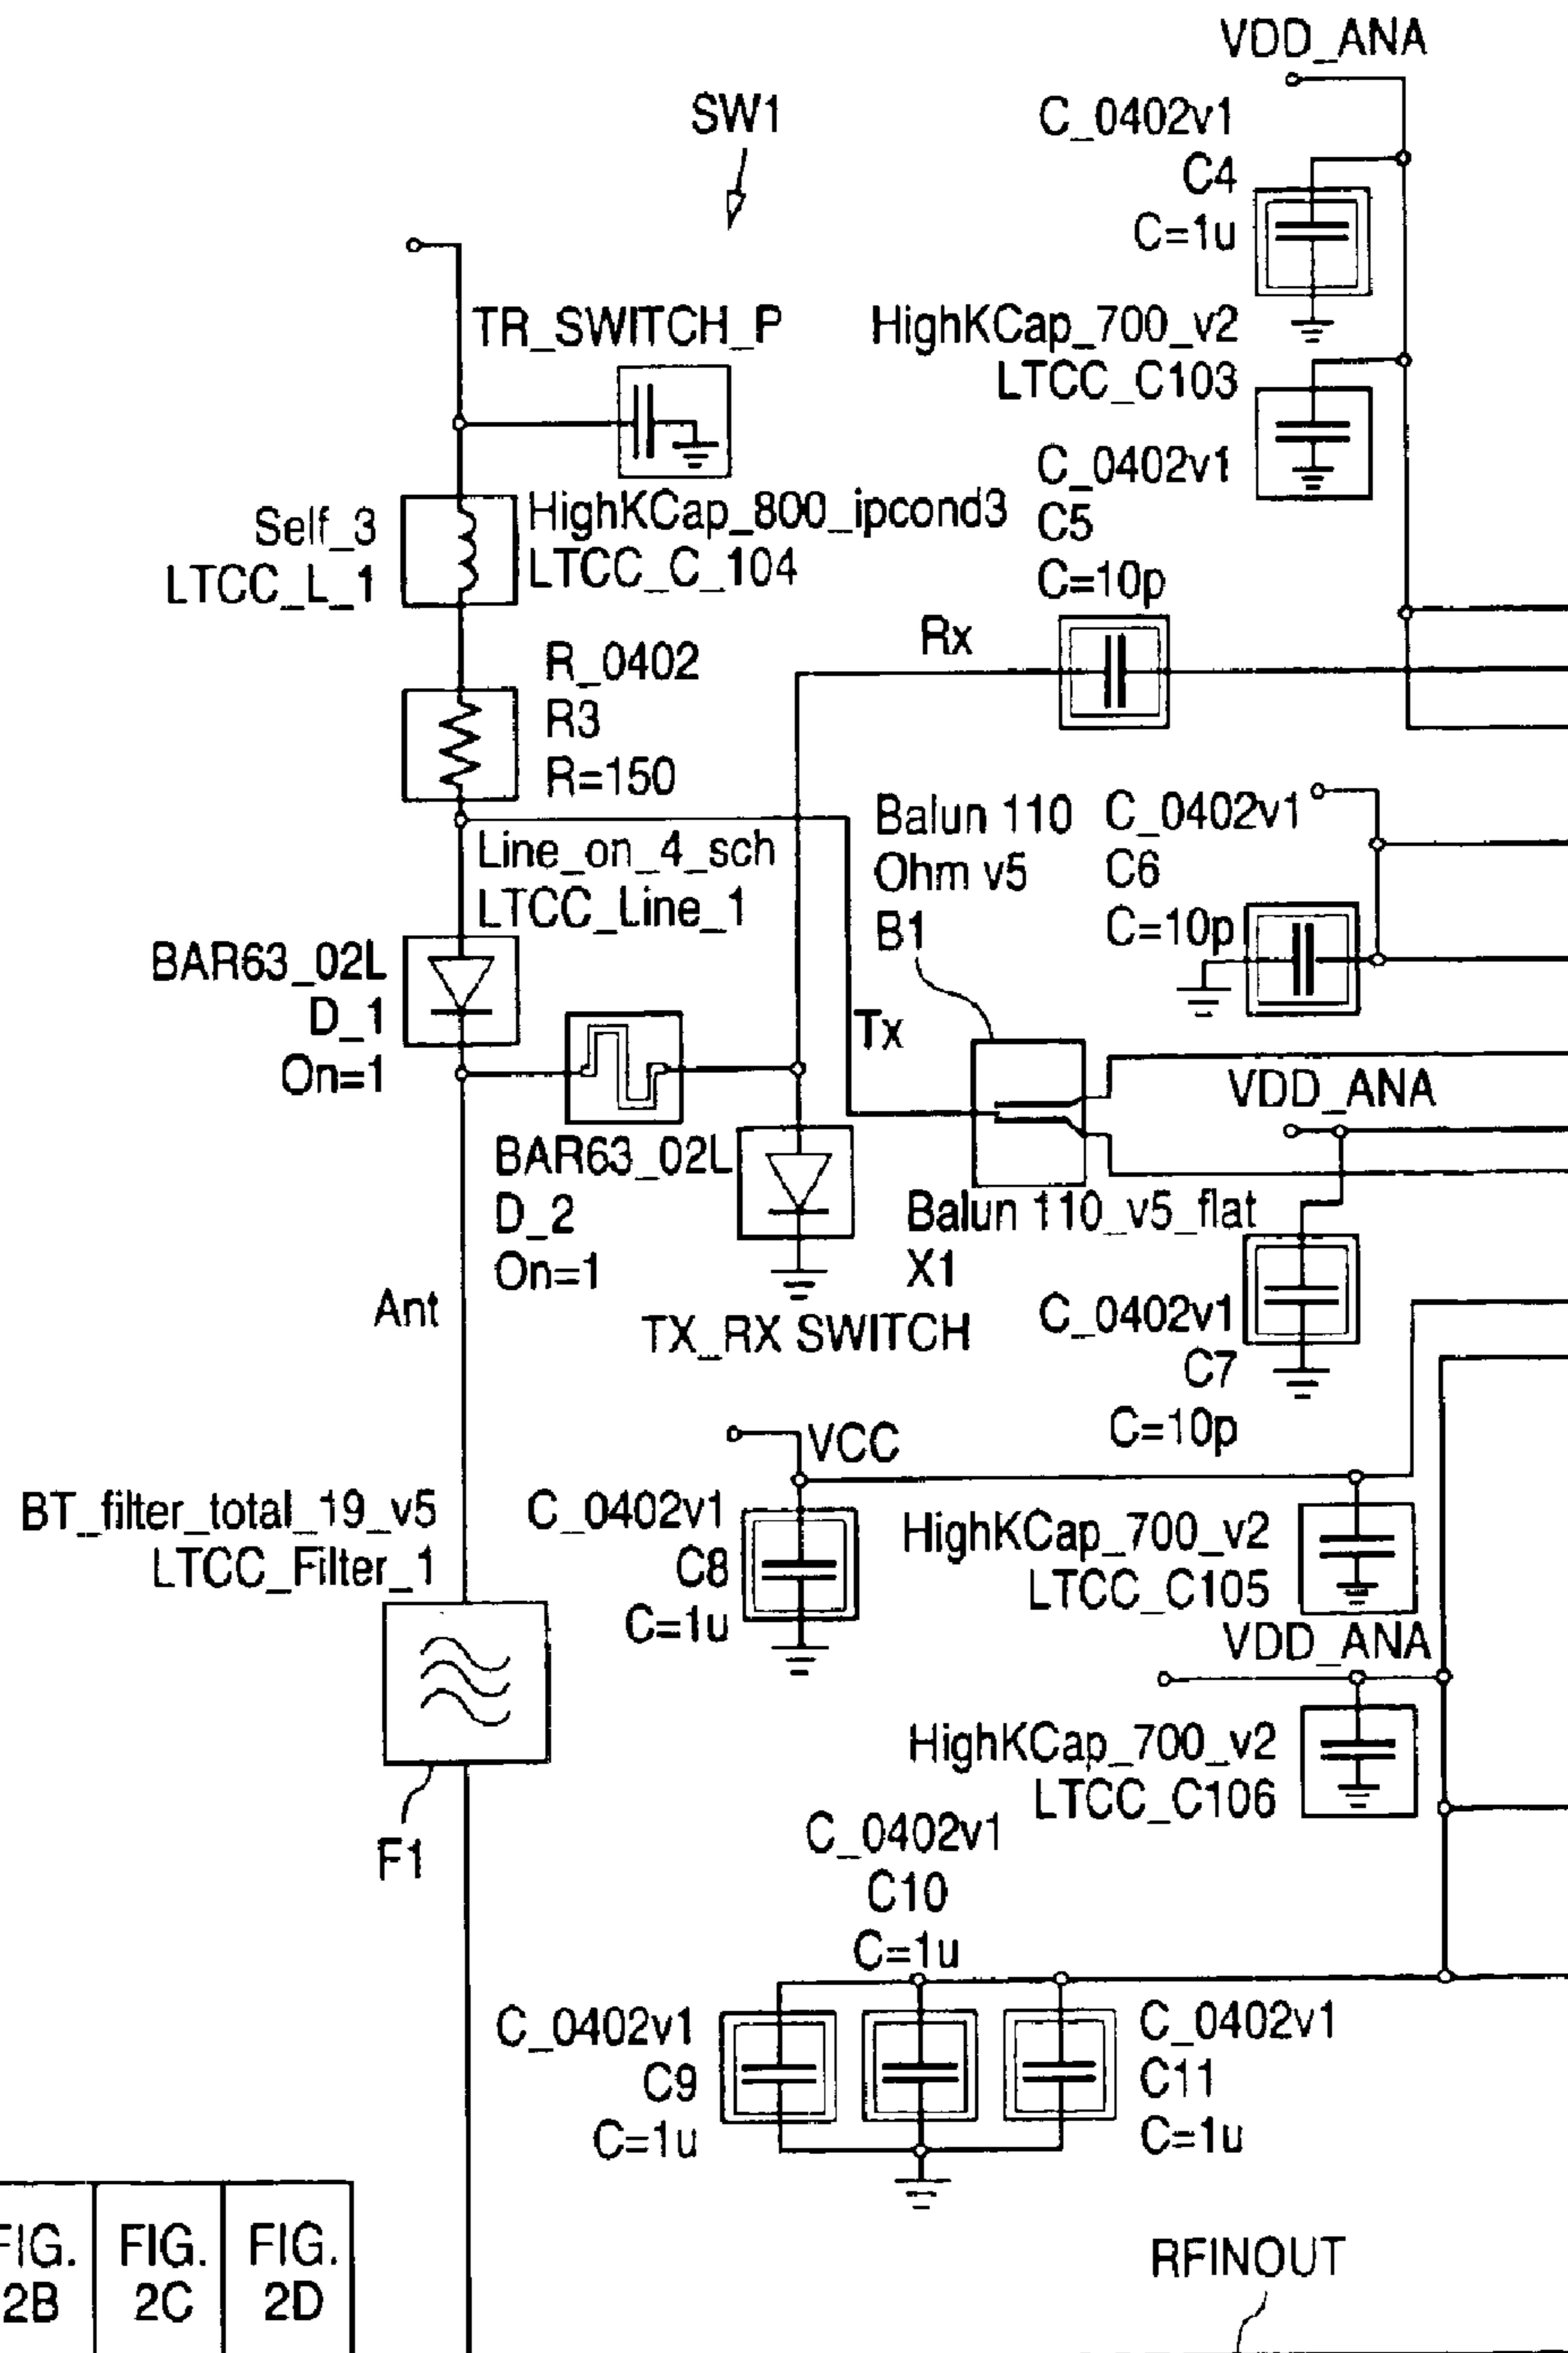 VDD_ANA
SW1
C_0402v1
C4
C=1u
TR_SWITCH_P
HighKCap_700_v2
LTCC_C103
Self_3
LTCC_L_1
HighKCap_800_ipcond3
LTCC_C_104
C_0402v1
C5
C=10p
Rx
R_0402
R3
R=150
Line_on_4_sch
LTCC_Line_1
Balun 110
Ohm v5
B1
C_0402v1
C6
C=10p
BAR63_02L
D_1
On=1
Tx
VDD_ANA
BAR63_02L
D_2
On=1
Balun 110_v5_flat
X1
Ant
TX_RX SWITCH
C_0402v1
C7
C=10p
VCC
BT_filter_total_19_v5
LTCC_Filter_1
C_0402v1
C8
C=1u
HighKCap_700_v2
LTCC_C105
VDD_ANA
HighKCap_700_v2
LTCC_C106
F1
C_0402v1
C10
C=1u
C_0402v1
C9
C=1u
C_0402v1
C11
C=1u
FIG.
2B
FIG.
2C
FIG.
2D
RFINOUT